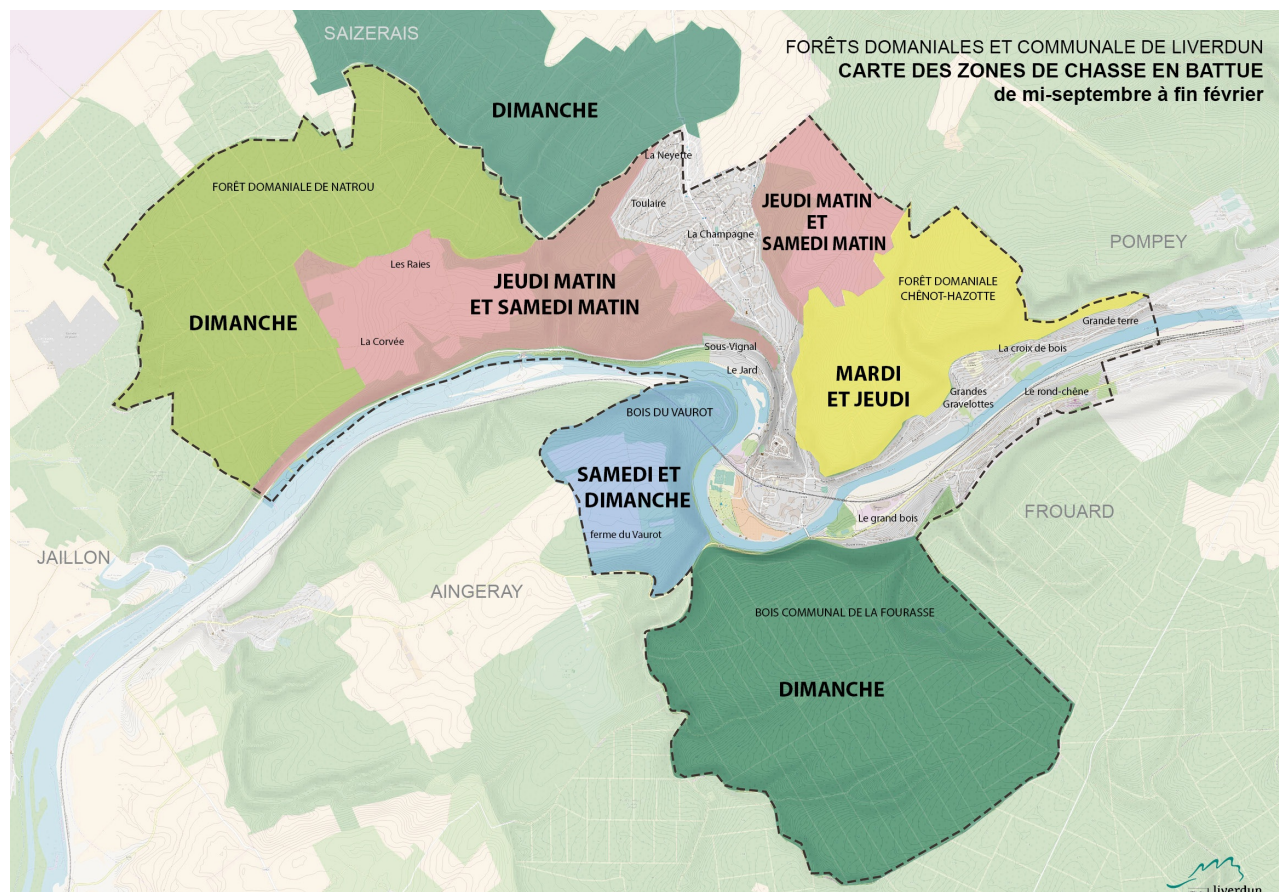 FORÊTS DOMANIALES ET COMMUNALE DE LIVERDUN
CARTE DES ZONES DE CHASSE EN BATTUE
de mi-septembre à fin février
SAIZERAIS
DIMANCHE
La Neyette
FORÊT DOMANIALE DE NATROU
Toulaire
JEUDI MATIN
ET
SAMEDI MATIN
La Champagne
POMPEY
Les Raies
FORÊT DOMANIALE
CHÊNOT-HAZOTTE
JEUDI MATIN
ET SAMEDI MATIN
DIMANCHE
Grande terre
La Corvée
Sous-Vignal
La croix de bois
Le Jard
MARDI
ET JEUDI
Grandes
Gravelottes
Le rond-chêne
BOIS DU VAUROT
SAMEDI ET
DIMANCHE
FROUARD
Le grand bois
ferme du Vaurot
JAILLON
AINGERAY
BOIS COMMUNAL DE LA FOURASSE
DIMANCHE
liverdun